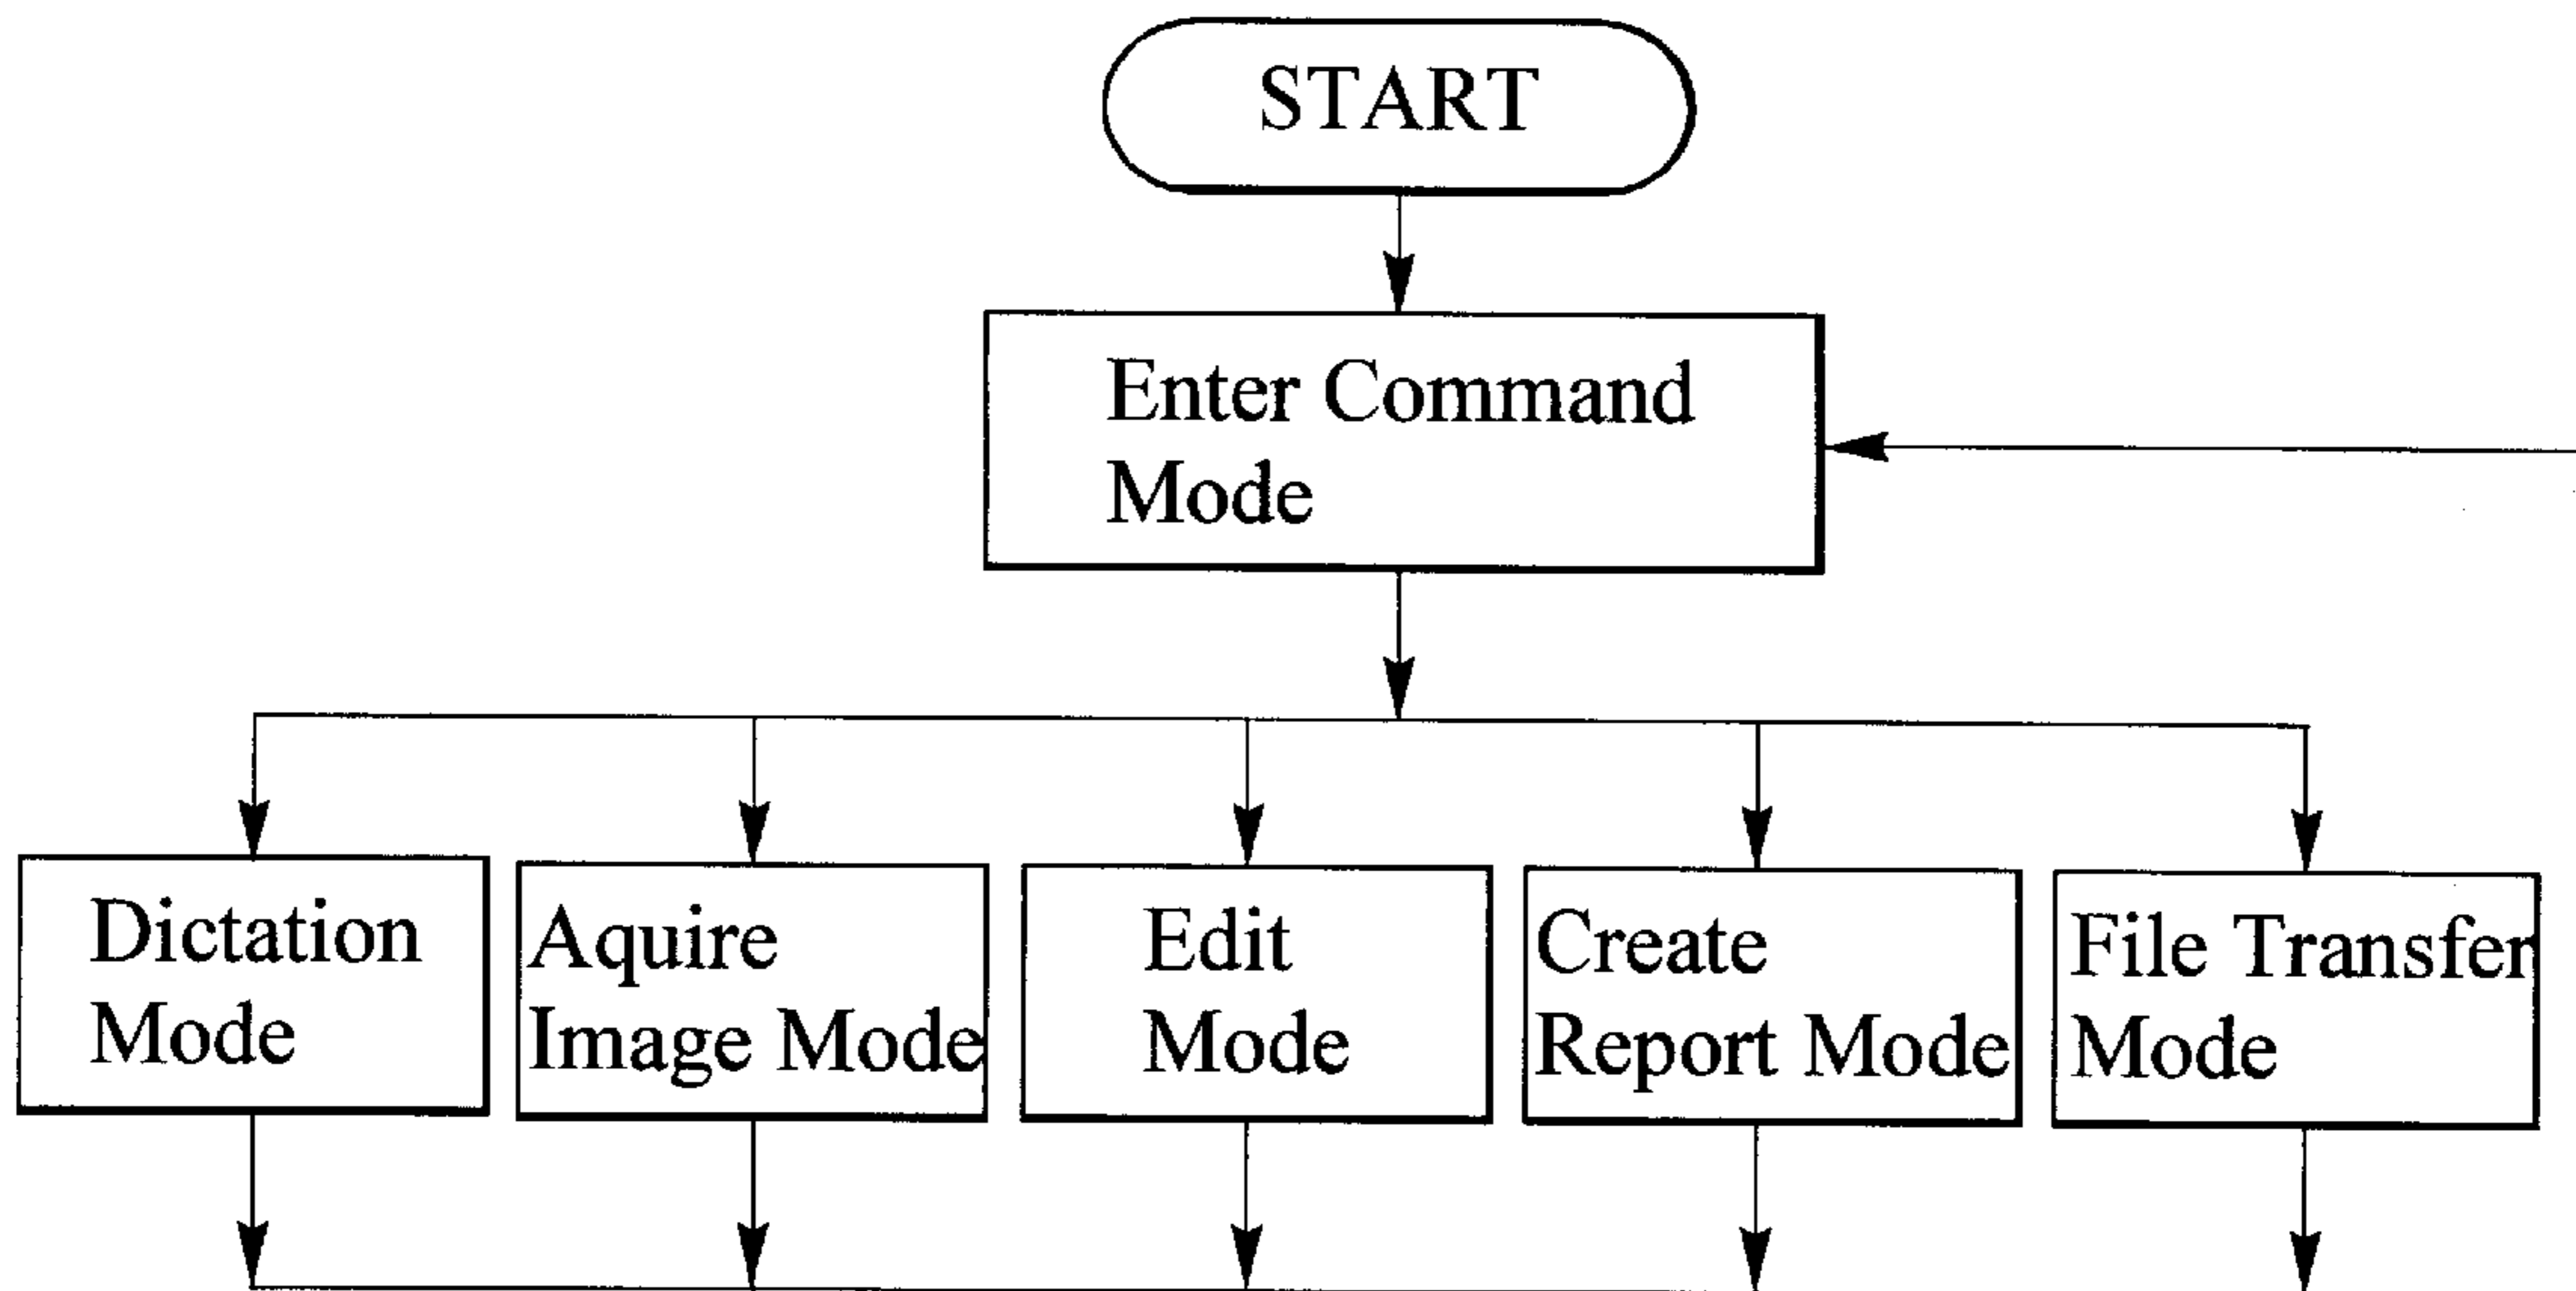 START
Enter Command
Mode
Dictation
Mode
Aquire
Image Mode
Edit
Mode
Create
Report Mode
File Transfer
Mode